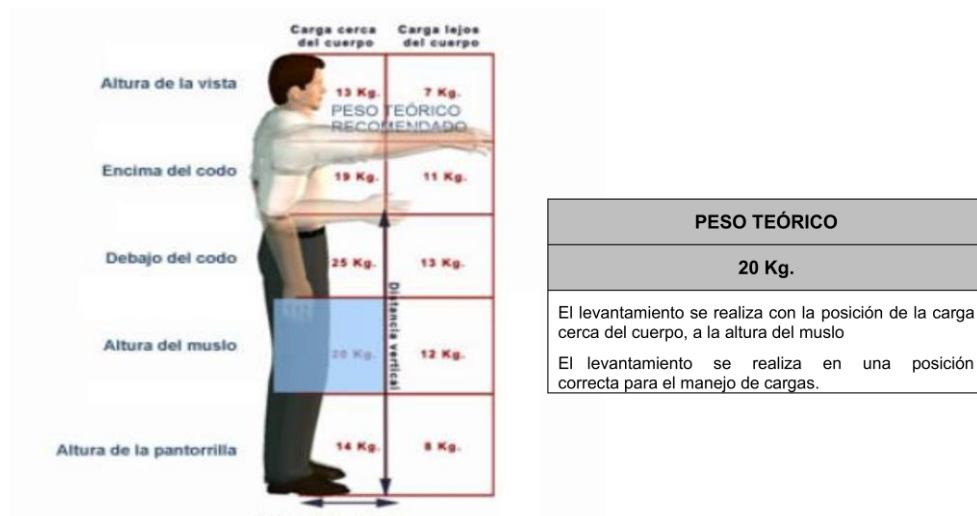 Carga cerca
del cuerpo
Carga lejos
del cuerpo
Altura de la vista
13 Kg.
7 Kg.
PESO TEÓRICO
RECOMENDADO
Encima del codo
19 Kg.
11 Kg.
Debajo del codo
25 Kg.
13 Kg.
Distancia vertical
Altura del muslo
20 Kg.
12 Kg.
Altura de la pantorrilla
14 Kg.
8 Kg.
PESO TEÓRICO
20 Kg.
El levantamiento se realiza con la posición de la carga
cerca del cuerpo, a la altura del muslo
El levantamiento se realiza en una posición
correcta para el manejo de cargas.